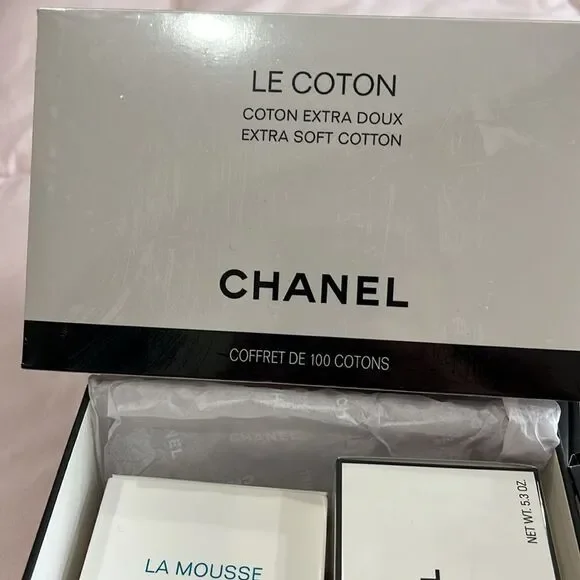 LE COTON
COTON EXTRA DOUX
EXTRA SOFT COTTON
CHANEL
COFFRET DE 100 COTONS
CHANEL
LA MOUSSE
NET WT. 5.3 OZ.